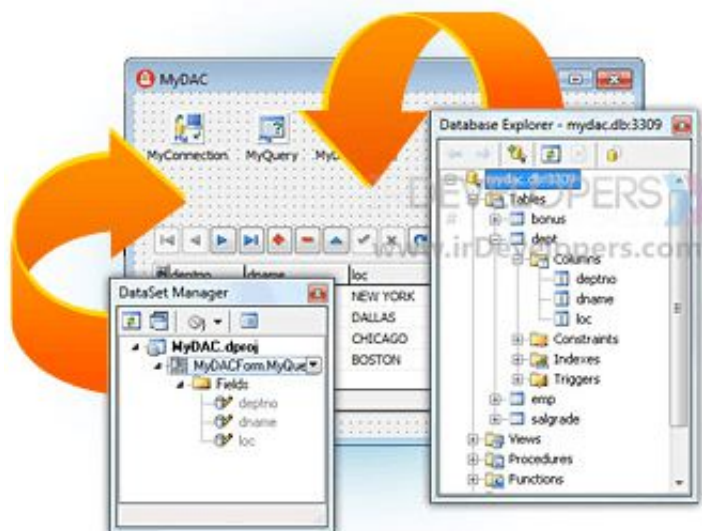 MyDAC
MyConnection MyQuery
deptno dname loc
NEW YORK
DALLAS
CHICAGO
BOSTON
DataSet Manager
MyDAC.dproj
MyDACForm.MyQue
Fields
deptno
dname
loc
Database Explorer - mydac.db:3309
mydac.db:3309
Tables
bonus
dept
Columns
deptno
dname
loc
Constraints
Indexes
Triggers
emp
salgrade
Views
Procedures
Functions
DEVELOPERS
www.irDevelopers.com